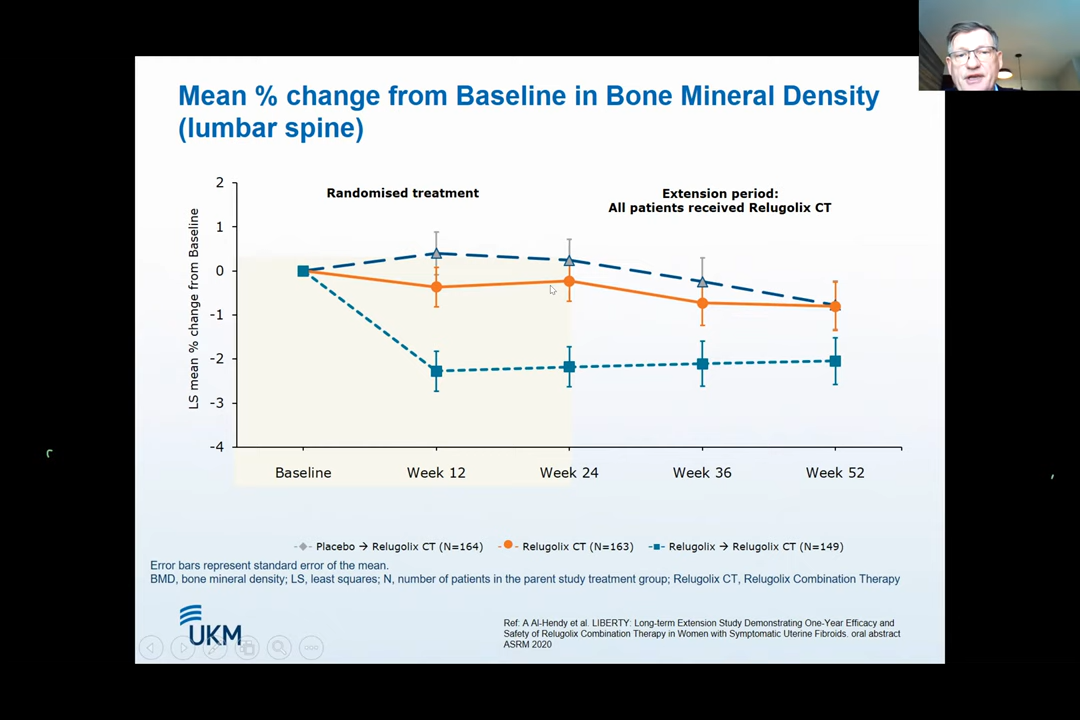 Mean % change from Baseline in Bone Mineral Density
(lumbar spine)
Randomised treatment
Extension period:
All patients received Relugolix CT
LS mean % change from Baseline
2
1
0
-1
-2
-3
-4
Baseline
Week 12
Week 24
Week 36
Week 52
Placebo → Relugolix CT (N=164)
Relugolix CT (N=163)
Relugolix → Relugolix CT (N=149)
Error bars represent standard error of the mean.
BMD, bone mineral density; LS, least squares; N, number of patients in the parent study treatment group; Relugolix CT, Relugolix Combination Therapy
UKM
Ref: A Al-Hendy et al. LIBERTY: Long-term Extension Study Demonstrating One-Year Efficacy and
Safety of Relugolix Combination Therapy in Women with Symptomatic Uterine Fibroids. oral abstract
ASRM 2020